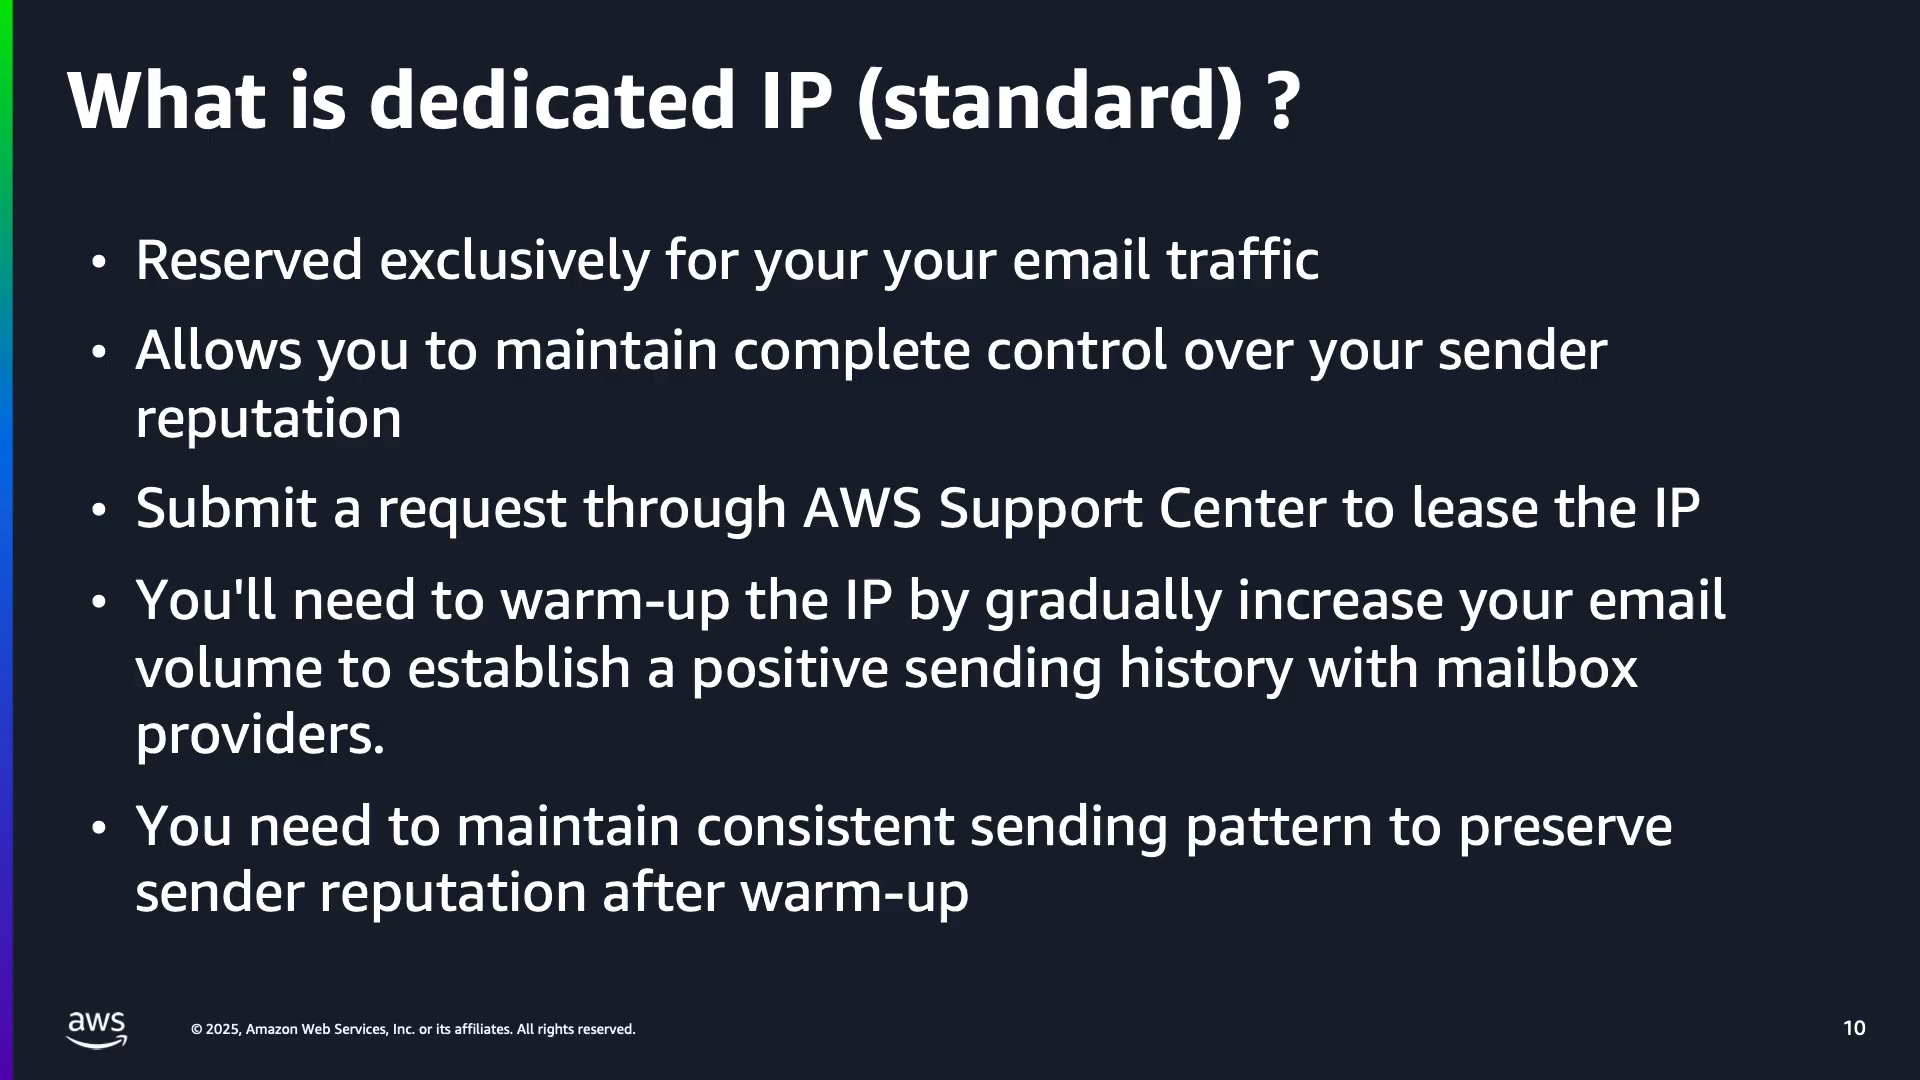 What is dedicated IP (standard) ?
• Reserved exclusively for your your email traffic
• Allows you to maintain complete control over your sender
reputation
• Submit a request through AWS Support Center to lease the IP
• You'll need to warm-up the IP by gradually increase your email
volume to establish a positive sending history with mailbox
providers.
• You need to maintain consistent sending pattern to preserve
sender reputation after warm-up
aws
© 2025, Amazon Web Services, Inc. or its affiliates. All rights reserved.
10